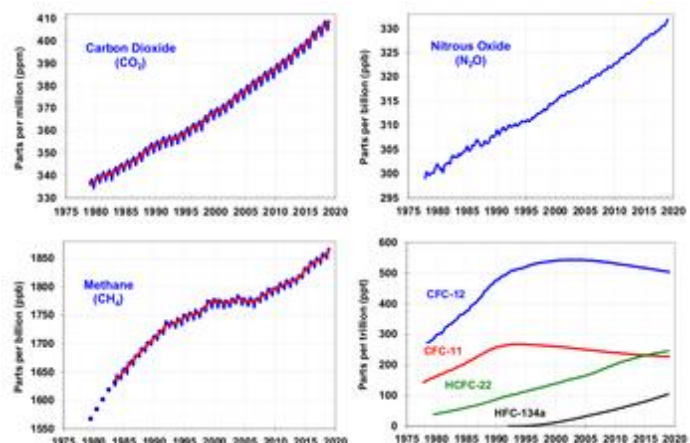 Carbon Dioxide
(CO₂)
Parts per million (ppm)
410
400
390
380
370
360
350
340
330
1975 1980 1985 1990 1995 2000 2005 2010 2015 2020
Nitrous Oxide
(N₂O)
Parts per billion (ppb)
330
325
320
315
310
305
300
295
1975 1980 1985 1990 1995 2000 2005 2010 2015 2020
Methane
(CH₄)
Parts per billion (ppb)
1850
1800
1750
1700
1650
1600
1550
1975 1980 1985 1990 1995 2000 2005 2010 2015 2020
CFC-12
CFC-11
HCFC-22
HFC-134a
Parts per trillion (ppt)
600
500
400
300
200
100
0
1975 1980 1985 1990 1995 2000 2005 2010 2015 2020